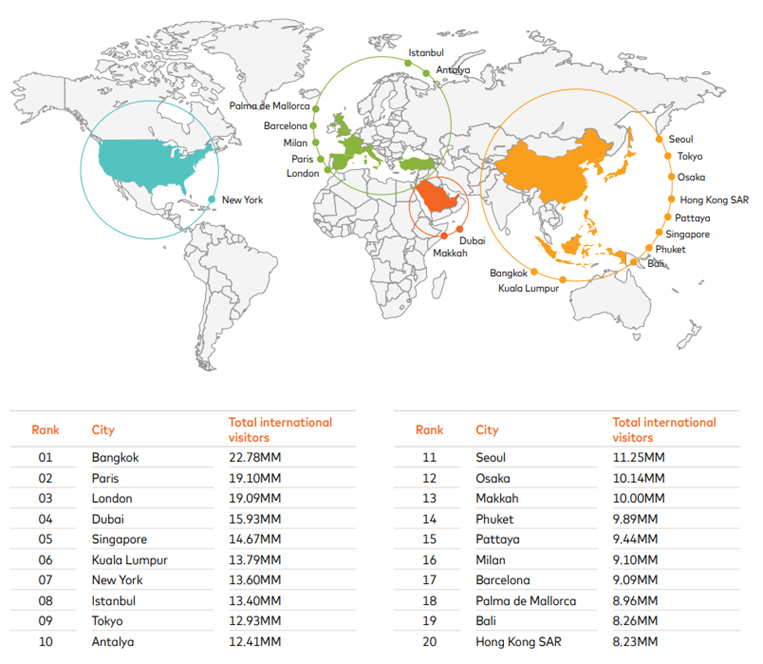 Istanbul
Antalya
Palma de Mallorca
Barcelona
Milan
Paris
London
New York
Dubai
Makkah
Seoul
Tokyo
Osaka
Hong Kong SAR
Pattaya
Singapore
Phuket
Bali
Bangkok
Kuala Lumpur
Rank City Total international
visitors
01 Bangkok 22.78MM
02 Paris 19.10MM
03 London 19.09MM
04 Dubai 15.93MM
05 Singapore 14.67MM
06 Kuala Lumpur 13.79MM
07 New York 13.60MM
08 Istanbul 13.40MM
09 Tokyo 12.93MM
10 Antalya 12.41MM
Rank City Total international
visitors
11 Seoul 11.25MM
12 Osaka 10.14MM
13 Makkah 10.00MM
14 Phuket 9.89MM
15 Pattaya 9.44MM
16 Milan 9.10MM
17 Barcelona 9.09MM
18 Palma de Mallorca 8.96MM
19 Bali 8.26MM
20 Hong Kong SAR 8.23MM